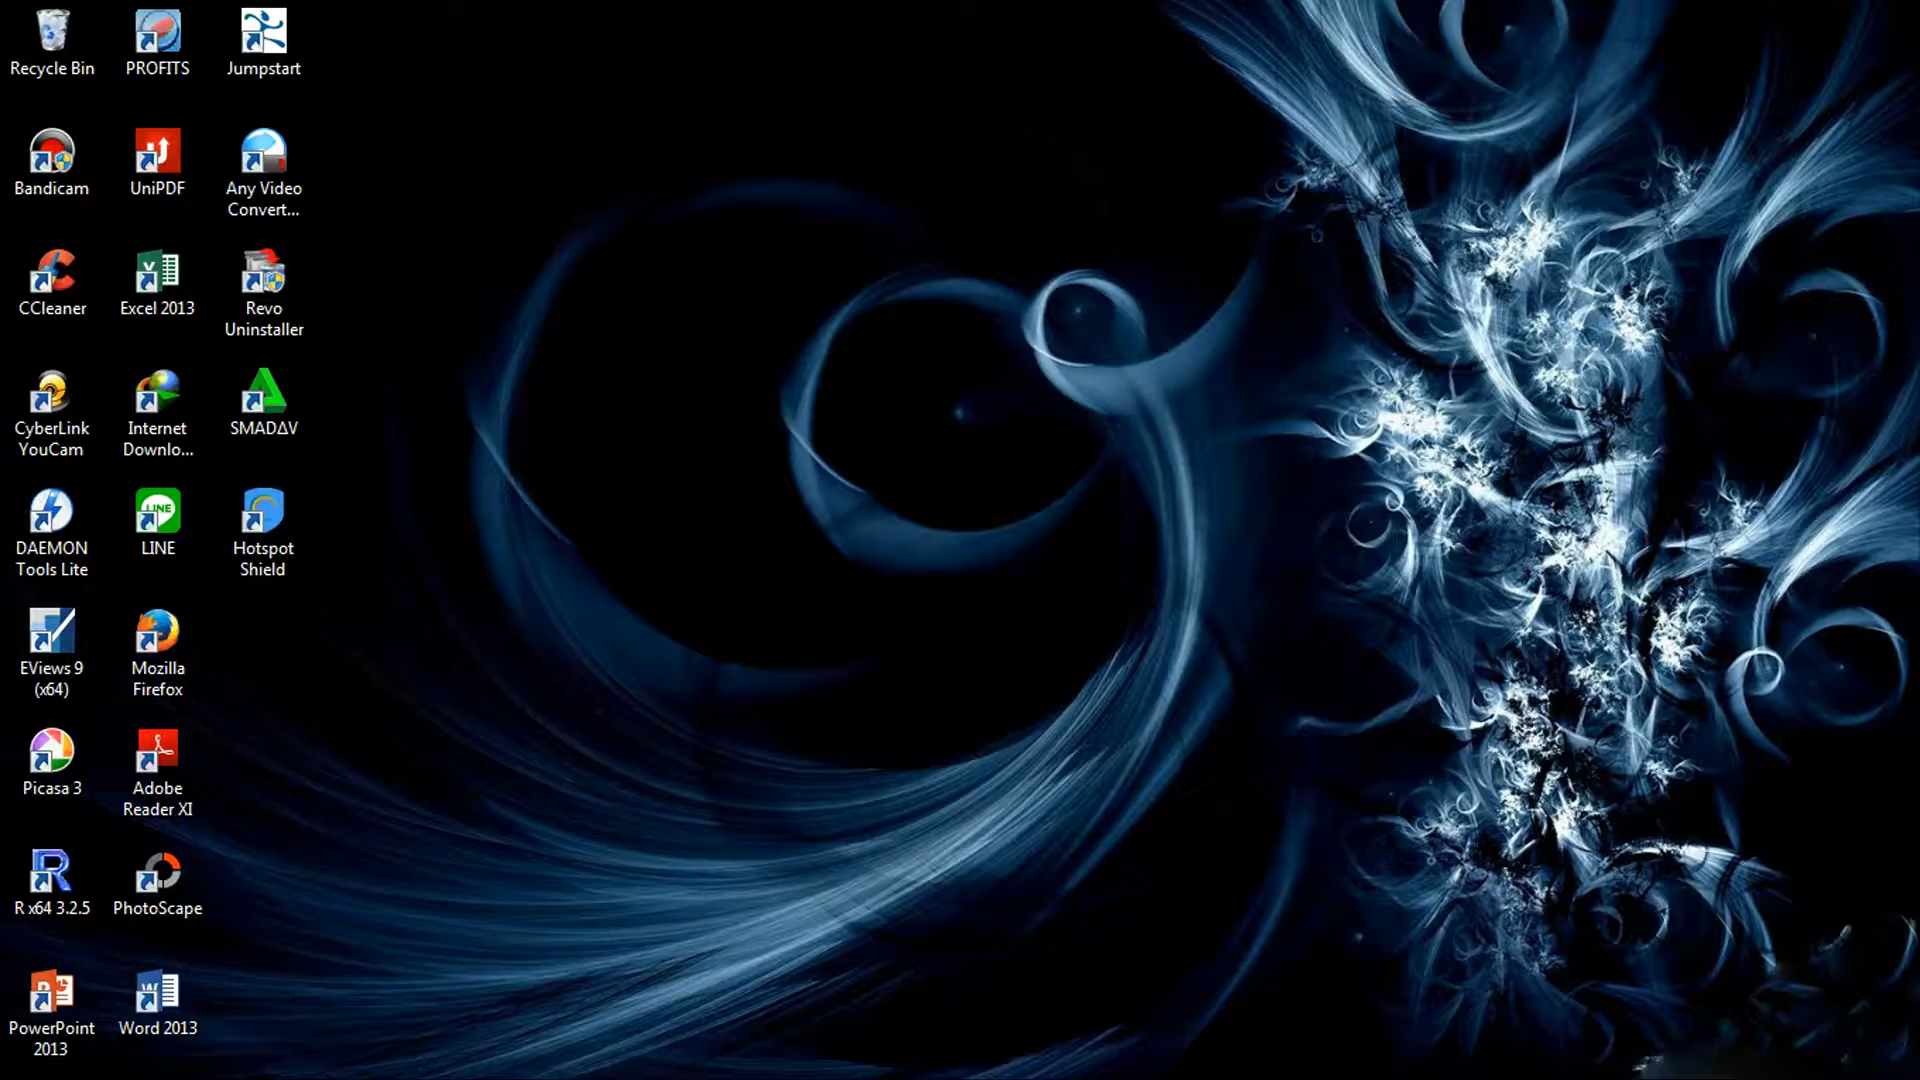 Recycle Bin
PROFITS
Jumpstart
Bandicam
UniPDF
Any Video
Convert...
CCleaner
Excel 2013
Revo
Uninstaller
CyberLink
YouCam
Internet
Downlo...
SMADΔV
DAEMON
Tools Lite
LINE
LINE
Hotspot
Shield
EViews 9
(x64)
Mozilla
Firefox
Picasa 3
Adobe
Reader XI
R x64 3.2.5
PhotoScape
PowerPoint
2013
Word 2013